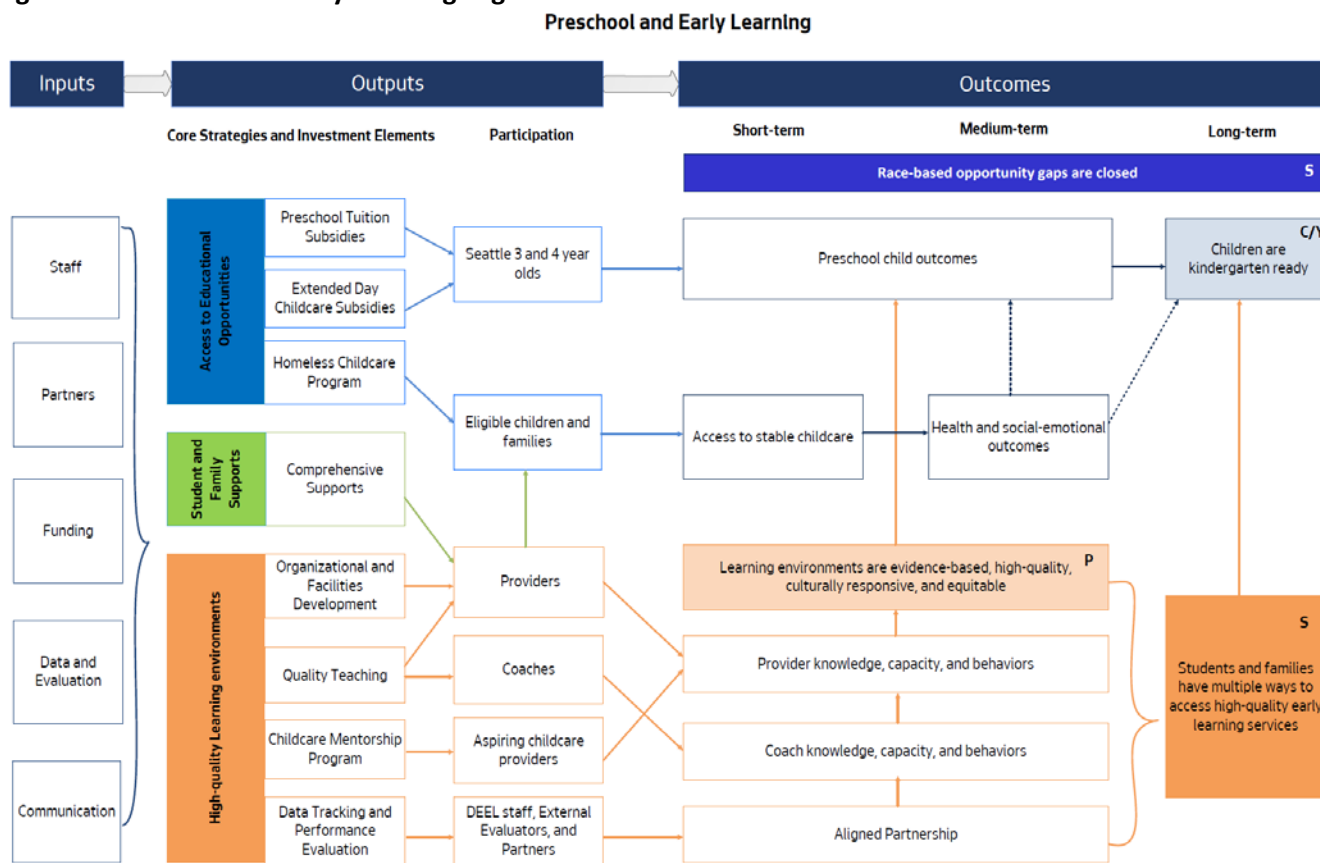 Preschool and Early Learning
Inputs
Outputs
Outcomes
Core Strategies and Investment Elements
Participation
Short-term
Medium-term
Long-term
Race-based opportunity gaps are closed
S
Staff
Partners
Funding
Data and
Evaluation
Communication
Access to Educational
Opportunities
Preschool Tuition
Subsidies
Extended Day
Childcare Subsidies
Homeless Childcare
Program
Student and
Family
Supports
Comprehensive
Supports
High-quality Learning environments
Organizational and
Facilities
Development
Quality Teaching
Childcare Mentorship
Program
Data Tracking and
Performance
Evaluation
Seattle 3 and 4 year
olds
Eligible children and
families
Providers
Coaches
Aspiring childcare
providers
DEEL staff, External
Evaluators, and
Partners
Preschool child outcomes
Access to stable childcare
Health and social-emotional
outcomes
Learning environments are evidence-based, high-quality,
culturally responsive, and equitable
P
Provider knowledge, capacity, and behaviors
Coach knowledge, capacity, and behaviors
Aligned Partnership
C/Y
Children are
kindergarten ready
S
Students and families
have multiple ways to
access high-quality early
learning services